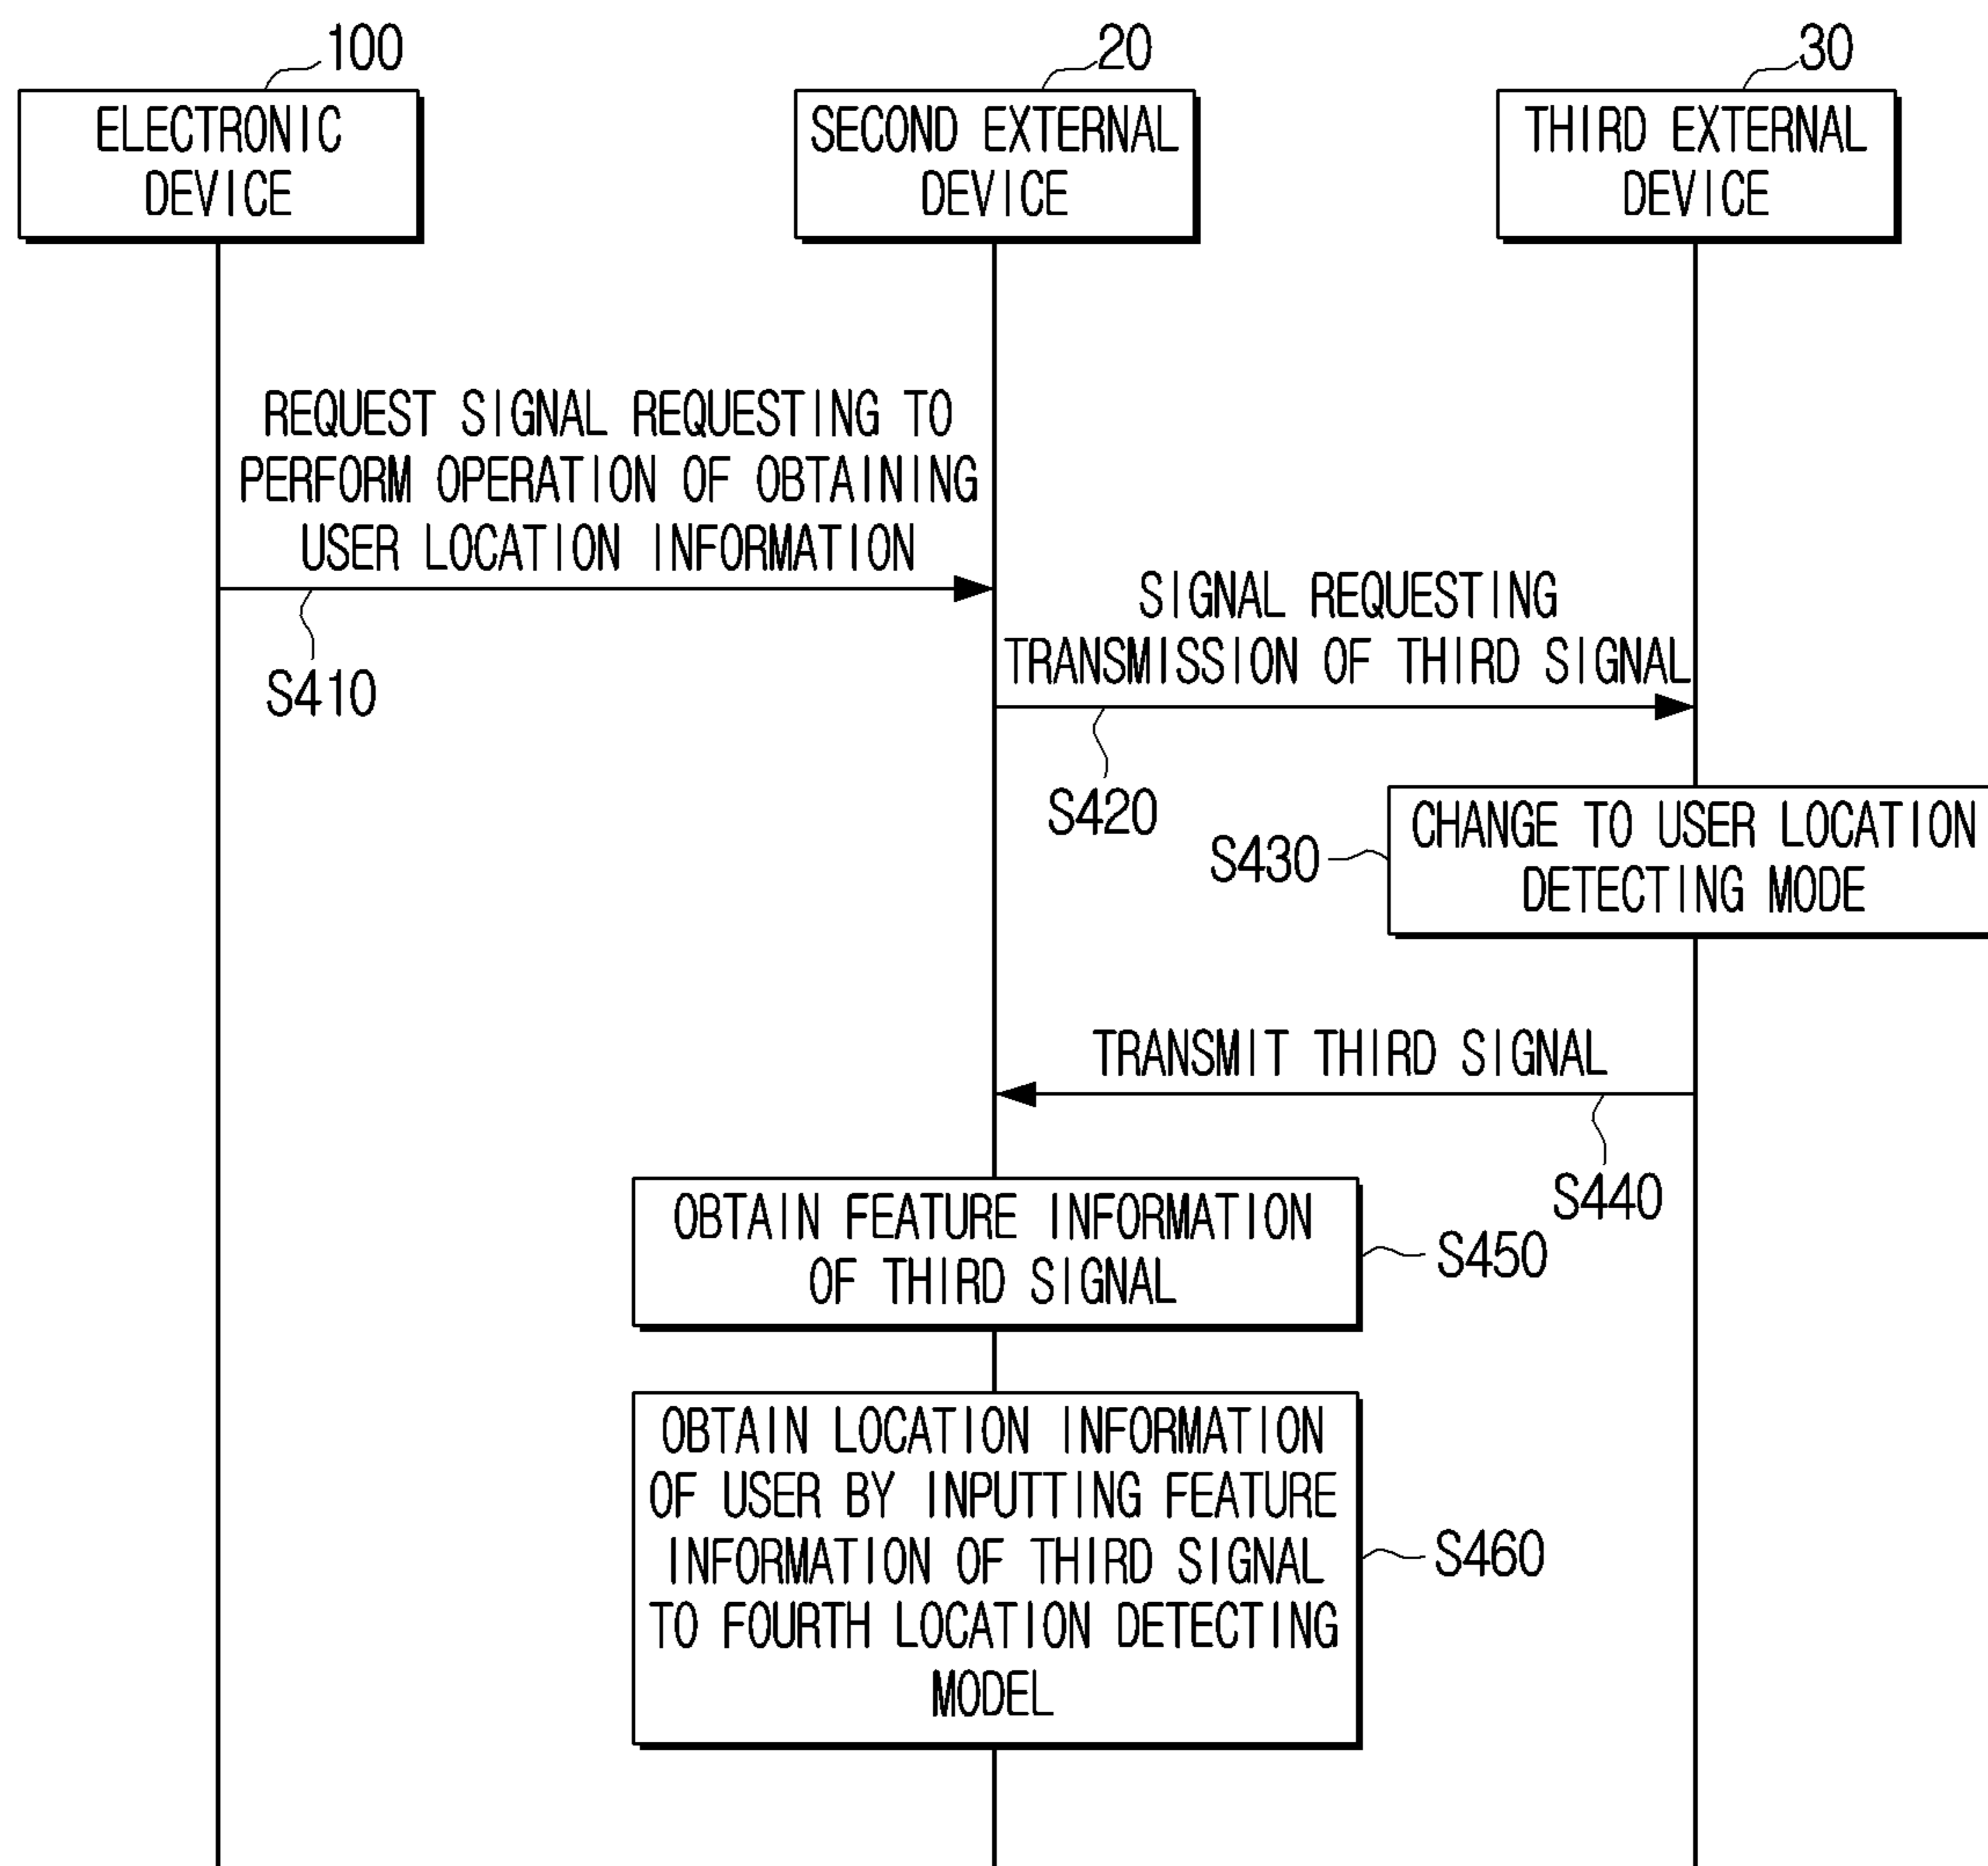 100
20
30
ELECTRONIC
DEVICE
SECOND EXTERNAL
DEVICE
THIRD EXTERNAL
DEVICE
REQUEST SIGNAL REQUESTING TO
PERFORM OPERATION OF OBTAINING
USER LOCATION INFORMATION
S410
SIGNAL REQUESTING
TRANSMISSION OF THIRD SIGNAL
S420
S430
CHANGE TO USER LOCATION
DETECTING MODE
TRANSMIT THIRD SIGNAL
S440
OBTAIN FEATURE INFORMATION
OF THIRD SIGNAL
S450
OBTAIN LOCATION INFORMATION
OF USER BY INPUTTING FEATURE
INFORMATION OF THIRD SIGNAL
TO FOURTH LOCATION DETECTING
MODEL
S460